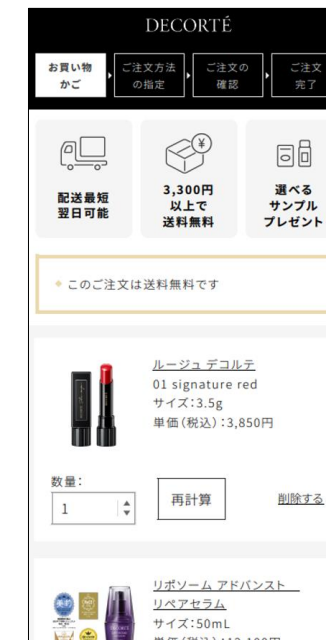 DECORTÉ
お買い物
かご
ご注文方法
の指定
ご注文の
確認
ご注文
完了
配送最短
翌日可能
3,300円
以上で
送料無料
選べる
サンプル
プレゼント
このご注文は送料無料です
ルージュ デコルテ
01 signature red
サイズ:3.5g
単価(税込):3,850円
数量:
1
再計算
削除する
リポソーム アドバンスト
リペアセラム
サイズ:50mL